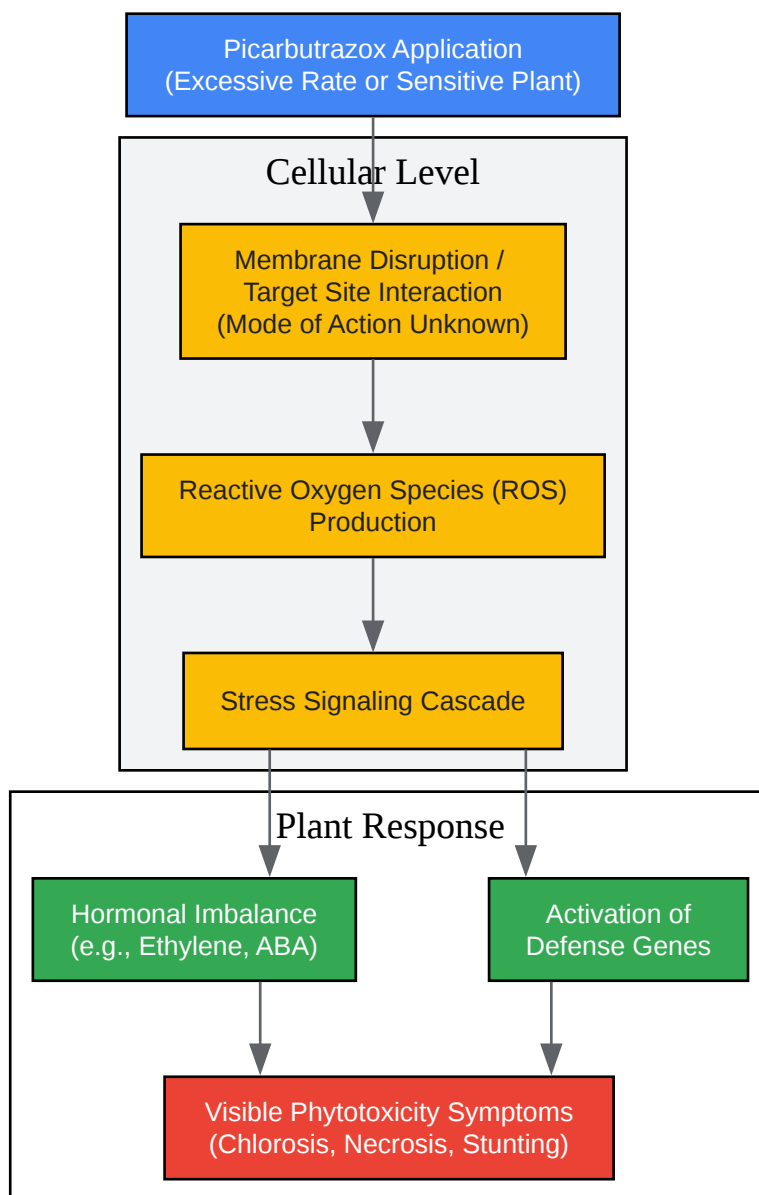 Picarbutrazox Application
(Excessive Rate or Sensitive Plant)
Cellular Level
Membrane Disruption /
Target Site Interaction
(Mode of Action Unknown)
Reactive Oxygen Species (ROS)
Production
Stress Signaling Cascade
Plant Response
Hormonal Imbalance
(e.g., Ethylene, ABA)
Activation of
Defense Genes
Visible Phytotoxicity Symptoms
(Chlorosis, Necrosis, Stunting)